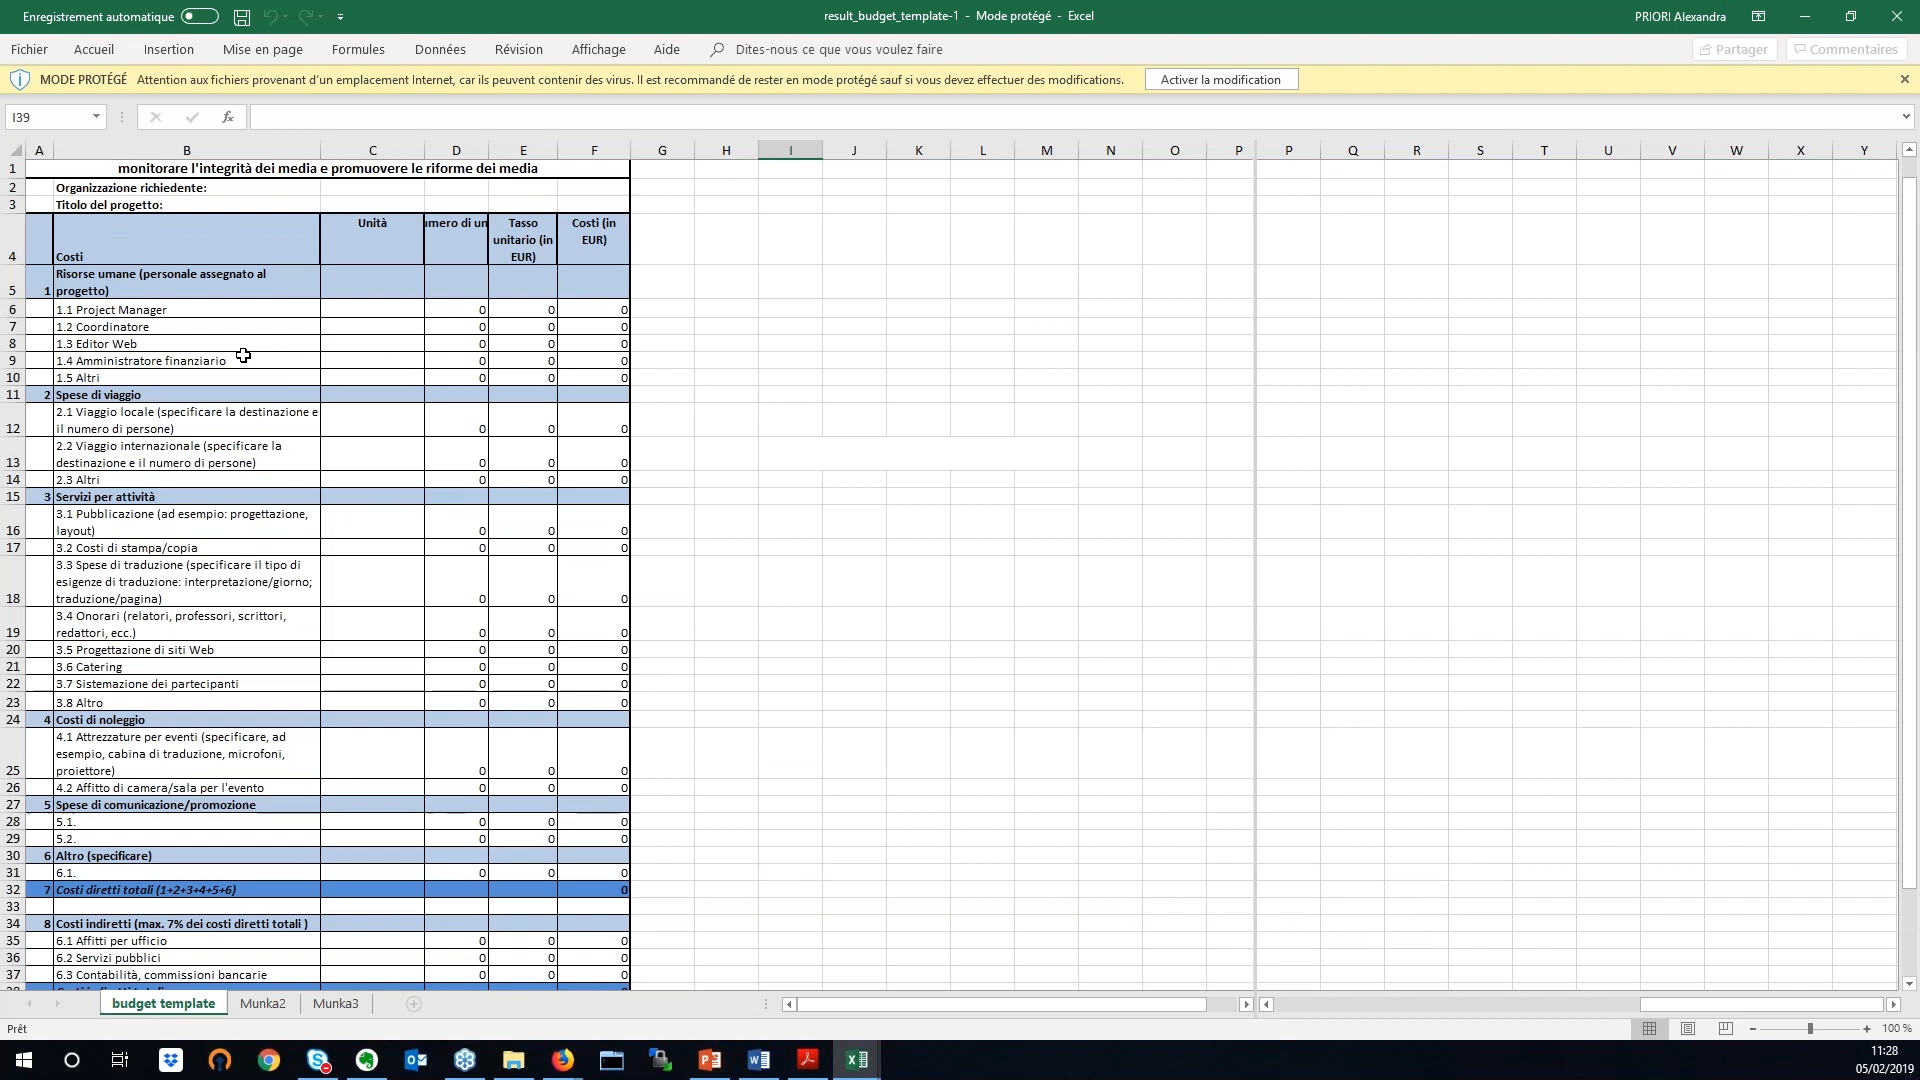 Enregistrement automatique
result_budget_template-1 - Mode protégé - Excel
PRIORI Alexandra
Fichier Accueil Insertion Mise en page Formules Données Révision Affichage Aide Dites-nous ce que vous voulez faire Partager Commentaires
MODE PROTÉGÉ Attention aux fichiers provenant d'un emplacement Internet, car ils peuvent contenir des virus. Il est recommandé de rester en mode protégé sauf si vous devez effectuer des modifications. Activer la modification
I39 fx
A B C D E F G H I J K L M N O P P Q R S T U V W X Y
1 monitorare l'integrità dei media e promuovere le riforme dei media
2 Organizzazione richiedente:
3 Titolo del progetto:
Unità umero di un Tasso Costi (in
unitario (in EUR)
4 Costi EUR)
Risorse umane (personale assegnato al
5 1 progetto)
6 1.1 Project Manager 0 0 0
7 1.2 Coordinatore 0 0 0
8 1.3 Editor Web 0 0 0
9 1.4 Amministratore finanziario 0 0 0
10 1.5 Altri 0 0 0
11 2 Spese di viaggio
2.1 Viaggio locale (specificare la destinazione e
12 il numero di persone) 0 0 0
2.2 Viaggio internazionale (specificare la
13 destinazione e il numero di persone) 0 0 0
14 2.3 Altri 0 0 0
15 3 Servizi per attività
3.1 Pubblicazione (ad esempio: progettazione,
16 layout) 0 0 0
17 3.2 Costi di stampa/copia 0 0 0
3.3 Spese di traduzione (specificare il tipo di
esigenze di traduzione: interpretazione/giorno;
18 traduzione/pagina) 0 0 0
3.4 Onorari (relatori, professori, scrittori,
19 redattori, ecc.) 0 0 0
20 3.5 Progettazione di siti Web 0 0 0
21 3.6 Catering 0 0 0
22 3.7 Sistemazione dei partecipanti 0 0 0
23 3.8 Altro 0 0 0
24 4 Costi di noleggio
4.1 Attrezzature per eventi (specificare, ad
esempio, cabina di traduzione, microfoni,
25 proiettore) 0 0 0
26 4.2 Affitto di camera/sala per l'evento 0 0 0
27 5 Spese di comunicazione/promozione
28 5.1. 0 0 0
29 5.2. 0 0 0
30 6 Altro (specificare)
31 6.1. 0 0 0
32 7 Costi diretti totali (1+2+3+4+5+6) 0
33
34 8 Costi indiretti (max. 7% dei costi diretti totali )
35 6.1 Affitti per ufficio 0 0 0
36 6.2 Servizi pubblici 0 0 0
37 6.3 Contabilità, commissioni bancarie 0 0 0
budget template Munka2 Munka3
Prêt 100 %
11:28
05/02/2019